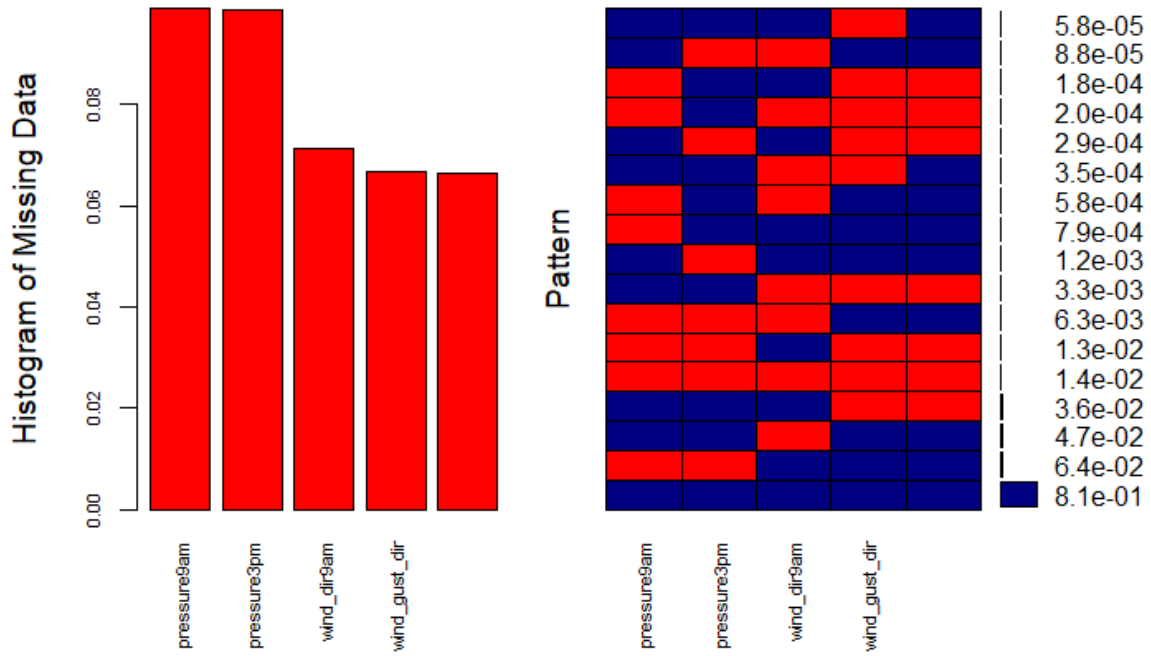 Histogram of Missing Data
0.08
0.06
0.04
0.02
0.00
pressure9am
pressure3pm
wind_dir9am
wind_gust_dir
Pattern
pressure9am
pressure3pm
wind_dir9am
wind_gust_dir
5.8e-05
8.8e-05
1.8e-04
2.0e-04
2.9e-04
3.5e-04
5.8e-04
7.9e-04
1.2e-03
3.3e-03
6.3e-03
1.3e-02
1.4e-02
3.6e-02
4.7e-02
6.4e-02
8.1e-01